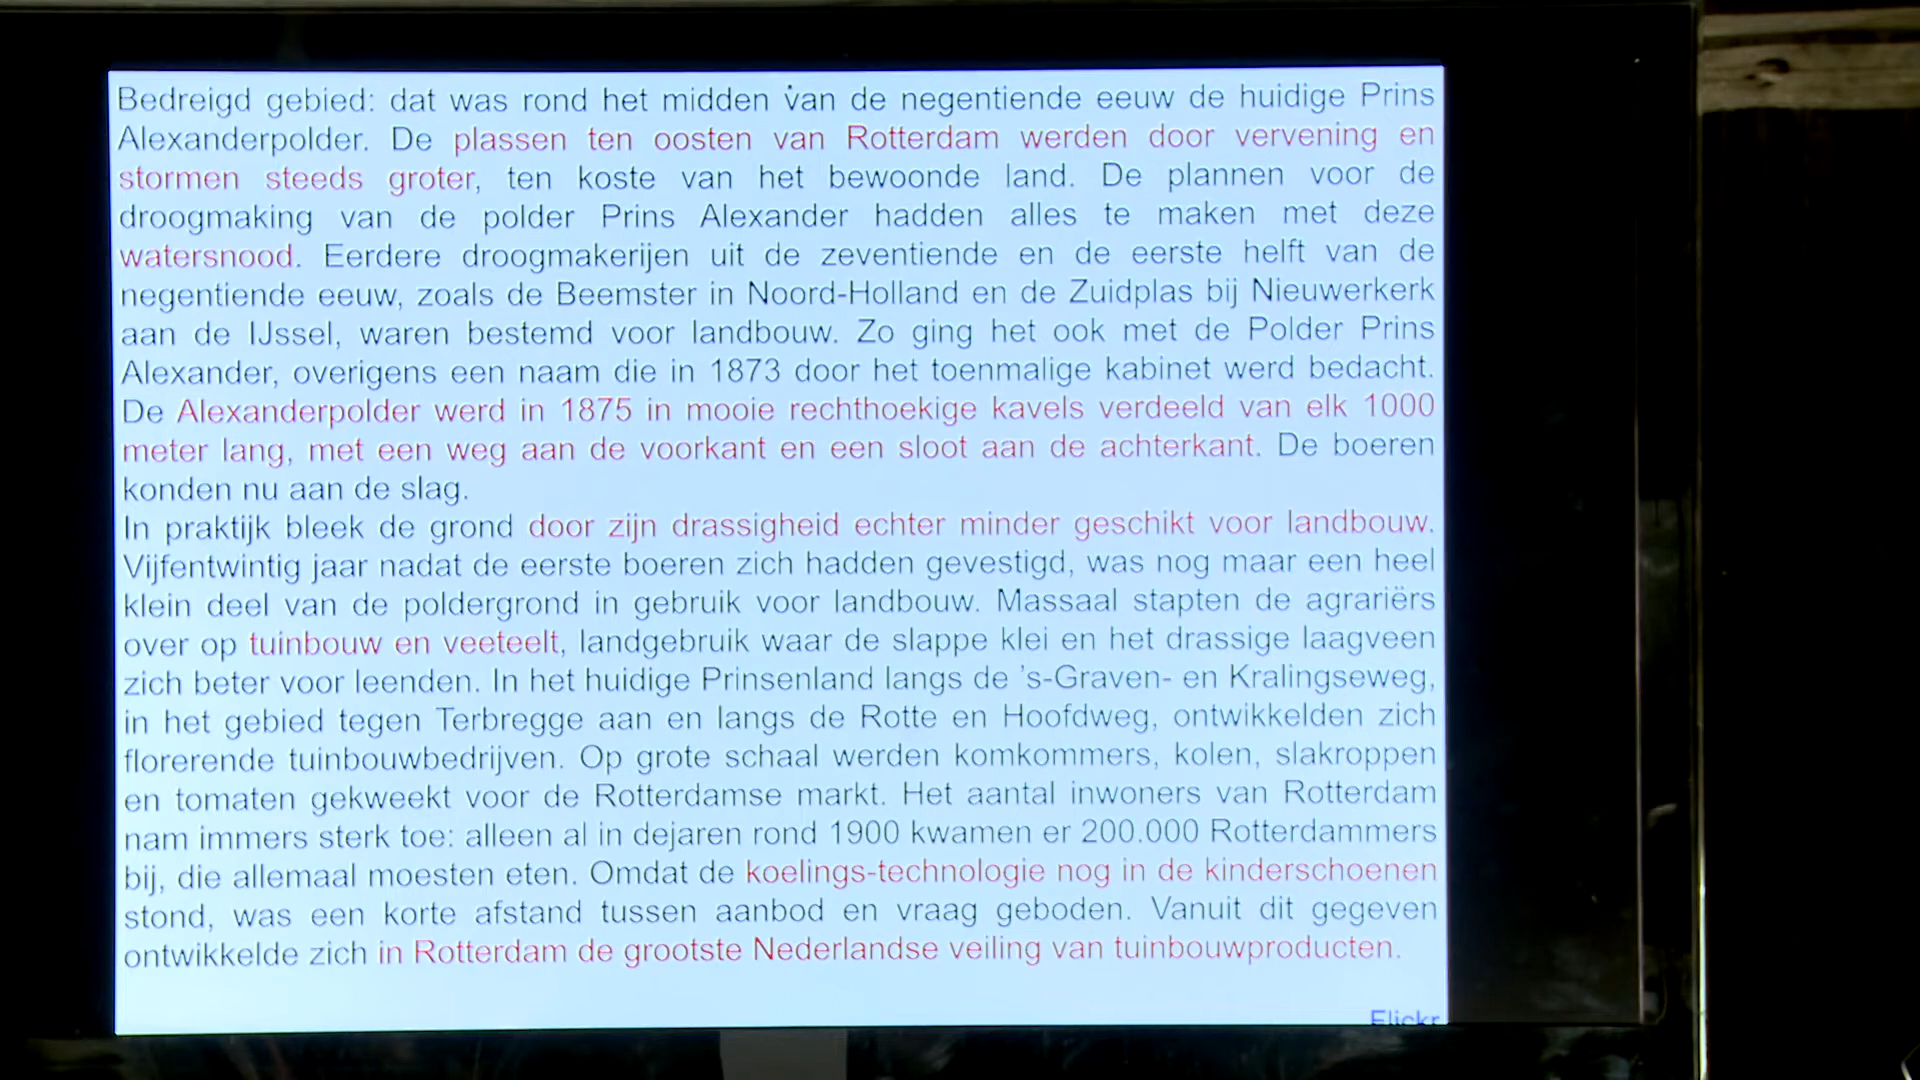 Bedreigd gebied: dat was rond het midden van de negentiende eeuw de huidige Prins
Alexanderpolder. De plassen ten oosten van Rotterdam werden door vervening en
stormen steeds groter, ten koste van het bewoonde land. De plannen voor de
droogmaking van de polder Prins Alexander hadden alles te maken met deze
watersnood. Eerdere droogmakerijen uit de zeventiende en de eerste helft van de
negentiende eeuw, zoals de Beemster in Noord-Holland en de Zuidplas bij Nieuwerkerk
aan de IJssel, waren bestemd voor landbouw. Zo ging het ook met de Polder Prins
Alexander, overigens een naam die in 1873 door het toenmalige kabinet werd bedacht.
De Alexanderpolder werd in 1875 in mooie rechthoekige kavels verdeeld van elk 1000
meter lang, met een weg aan de voorkant en een sloot aan de achterkant. De boeren
konden nu aan de slag.
In praktijk bleek de grond door zijn drassigheid echter minder geschikt voor landbouw.
Vijfentwintig jaar nadat de eerste boeren zich hadden gevestigd, was nog maar een heel
klein deel van de poldergrond in gebruik voor landbouw. Massaal stapten de agrariërs
over op tuinbouw en veeteelt, landgebruik waar de slappe klei en het drassige laagveen
zich beter voor leenden. In het huidige Prinsenland langs de 's-Graven- en Kralingseweg,
in het gebied tegen Terbregge aan en langs de Rotte en Hoofdweg, ontwikkelden zich
florerende tuinbouwbedrijven. Op grote schaal werden komkommers, kolen, slakroppen
en tomaten gekweekt voor de Rotterdamse markt. Het aantal inwoners van Rotterdam
nam immers sterk toe: alleen al in dejaren rond 1900 kwamen er 200.000 Rotterdammers
bij, die allemaal moesten eten. Omdat de koelings-technologie nog in de kinderschoenen
stond, was een korte afstand tussen aanbod en vraag geboden. Vanuit dit gegeven
ontwikkelde zich in Rotterdam de grootste Nederlandse veiling van tuinbouwproducten.
Flickr